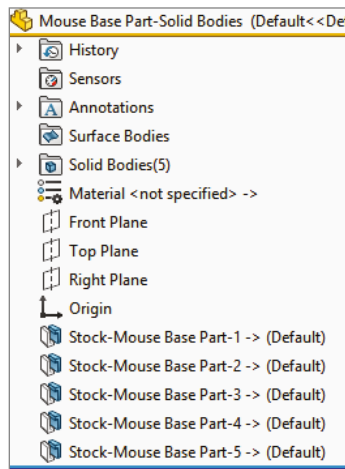 Mouse Base Part-Solid Bodies (Default<<De
History
Sensors
Annotations
Surface Bodies
Solid Bodies(5)
Material <not specified> ->
Front Plane
Top Plane
Right Plane
Origin
Stock-Mouse Base Part-1 -> (Default)
Stock-Mouse Base Part-2 -> (Default)
Stock-Mouse Base Part-3 -> (Default)
Stock-Mouse Base Part-4 -> (Default)
Stock-Mouse Base Part-5 -> (Default)